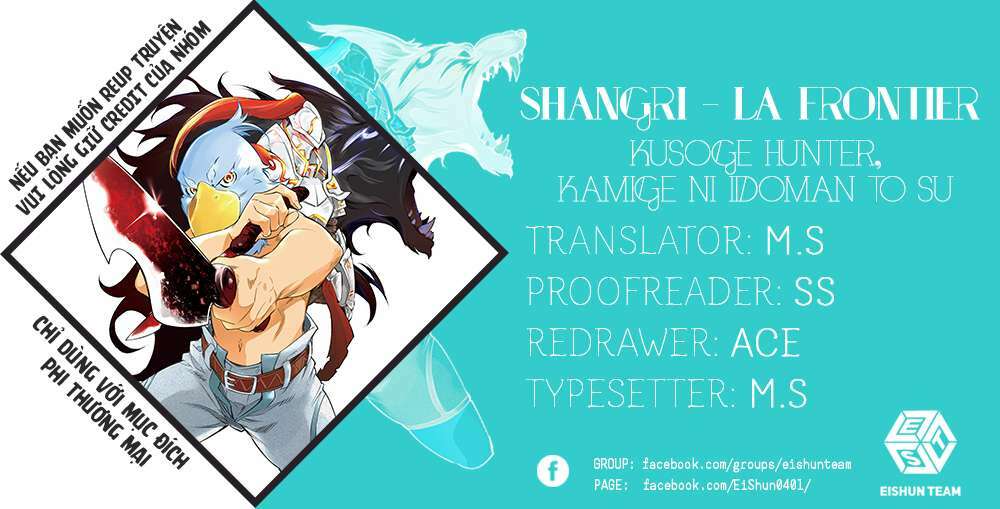 NẾU BẠN MUỐN REUP TRUYỆN
VUI LÒNG GIỮ CREDIT CỦA NHÓM
CHỈ DÙNG VỚI MỤC ĐÍCH
PHI THƯƠNG MẠI
SHANGRI - LA FRONTIER
KUSOGE HUNTER,
KAMIGE NI IIDOMAN TO SU
TRANSLATOR: M.S
PROOFREADER: SS
REDRAWER: ACE
TYPESETTER: M.S
f
GROUP: facebook.com/groups/eishunteam
PAGE: facebook.com/EiShun0401/
E
S
EISHUN TEAM